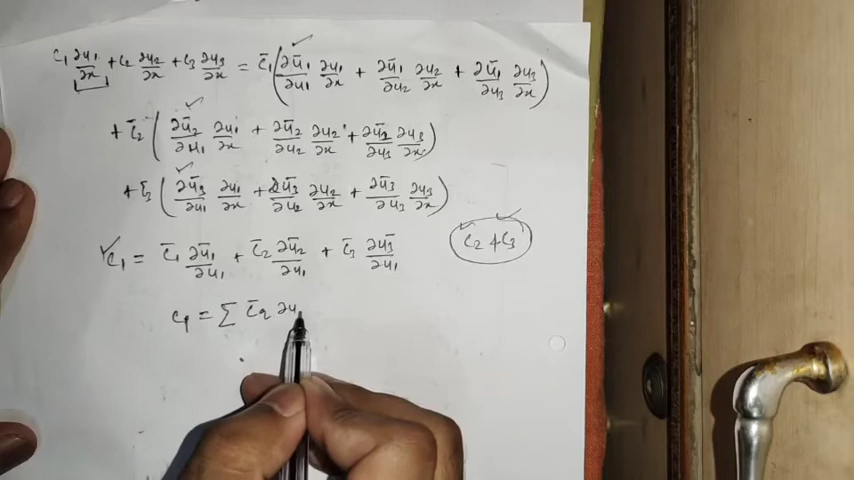 c₁ ∂u₁/∂x + c₂ ∂u₂/∂x + c₃ ∂u₃/∂x = c̄₁ ( ∂ū₁/∂u₁ ∂u₁/∂x + ∂ū₁/∂u₂ ∂u₂/∂x + ∂ū₁/∂u₃ ∂u₃/∂x )
+ c̄₂ ( ∂ū₂/∂u₁ ∂u₁/∂x + ∂ū₂/∂u₂ ∂u₂/∂x + ∂ū₂/∂u₃ ∂u₃/∂x )
+ c̄₃ ( ∂ū₃/∂u₁ ∂u₁/∂x + ∂ū₃/∂u₂ ∂u₂/∂x + ∂ū₃/∂u₃ ∂u₃/∂x )
c₁ = c̄₁ ∂ū₁/∂u₁ + c̄₂ ∂ū₂/∂u₁ + c̄₃ ∂ū₃/∂u₁
c₂ + c₃
cₚ = ∑ c̄q ∂u